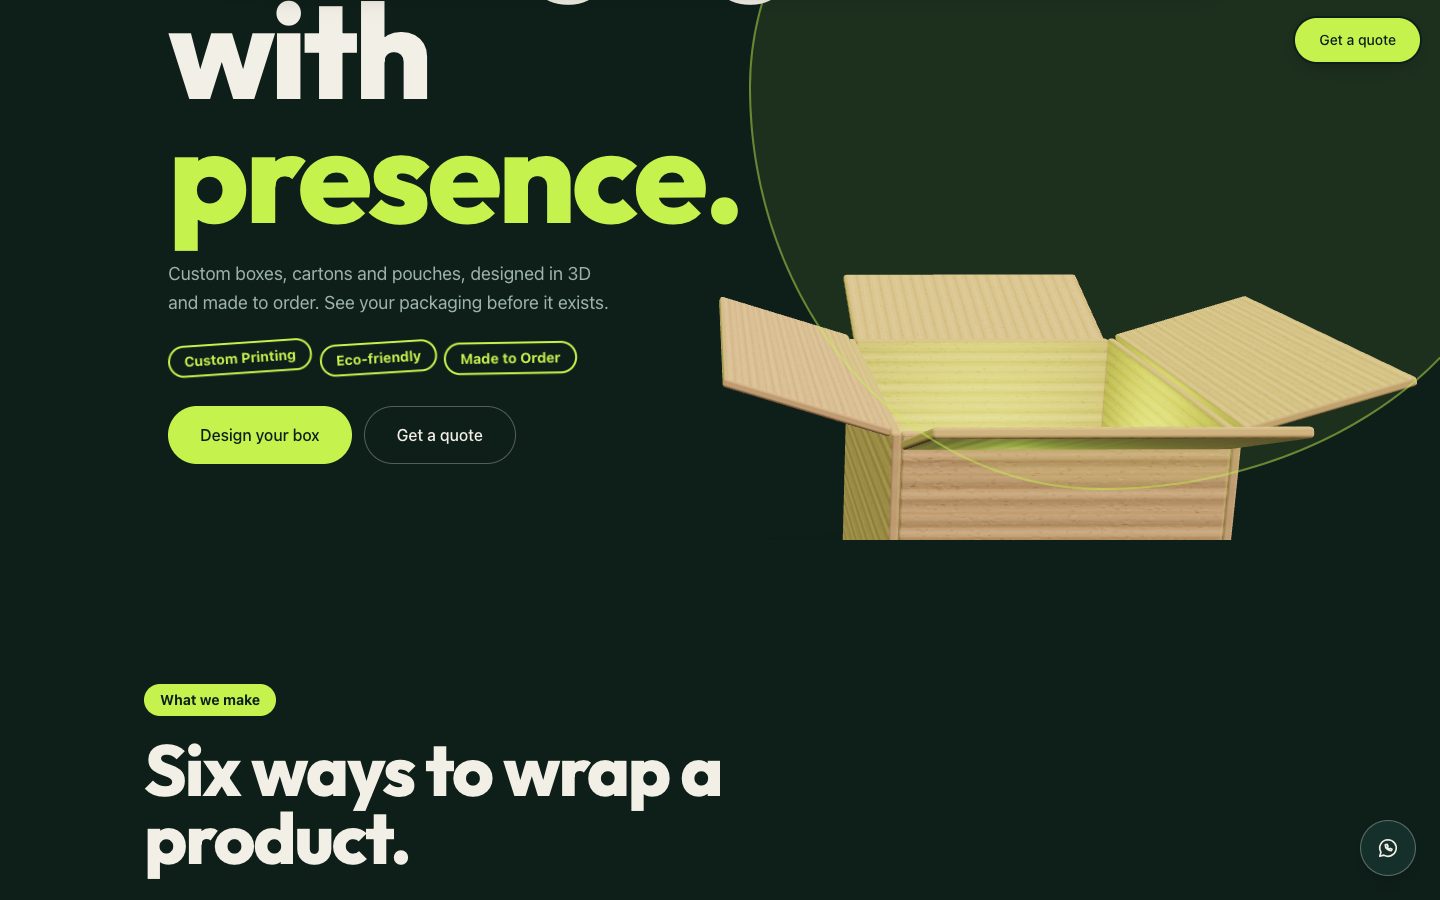 with
Get a quote
presence.
Custom boxes, cartons and pouches, designed in 3D
and made to order. See your packaging before it exists.
Custom Printing
Eco-friendly
Made to Order
Design your box
Get a quote
What we make
Six ways to wrap a
product.